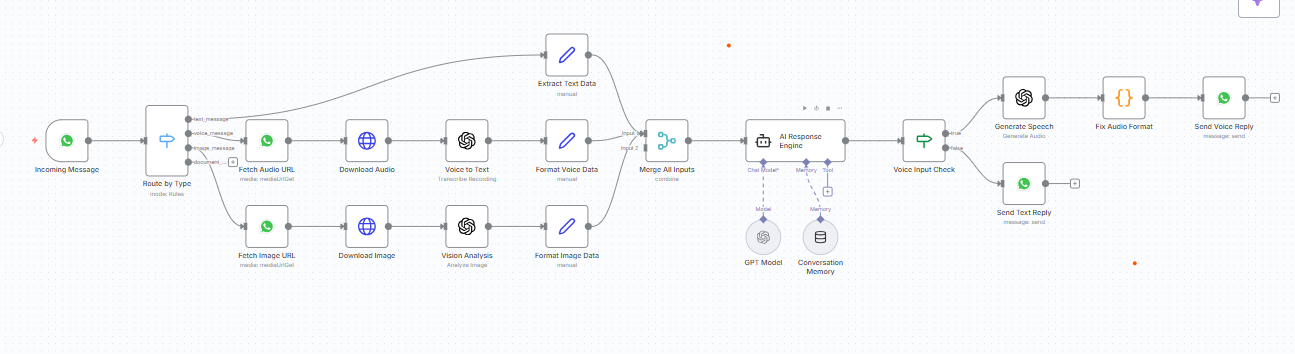 Extract Text Data
manual
text_message
voice_message
image_message
document_...
Incoming Message
Route by Type
mode: Rules
Fetch Audio URL
media: mediaUrlGet
Download Audio
Voice to Text
Transcribe Recording
Format Voice Data
manual
Input 1
Input 2
Merge All Inputs
combine
AI Response
Engine
Chat Model*
Memory
Tool
Voice Input Check
true
false
Generate Speech
Generate Audio
Fix Audio Format
Send Voice Reply
message: send
Send Text Reply
message: send
Fetch Image URL
media: mediaUrlGet
Download Image
Vision Analysis
Analyze Image
Format Image Data
manual
Model
Memory
GPT Model
Conversation
Memory